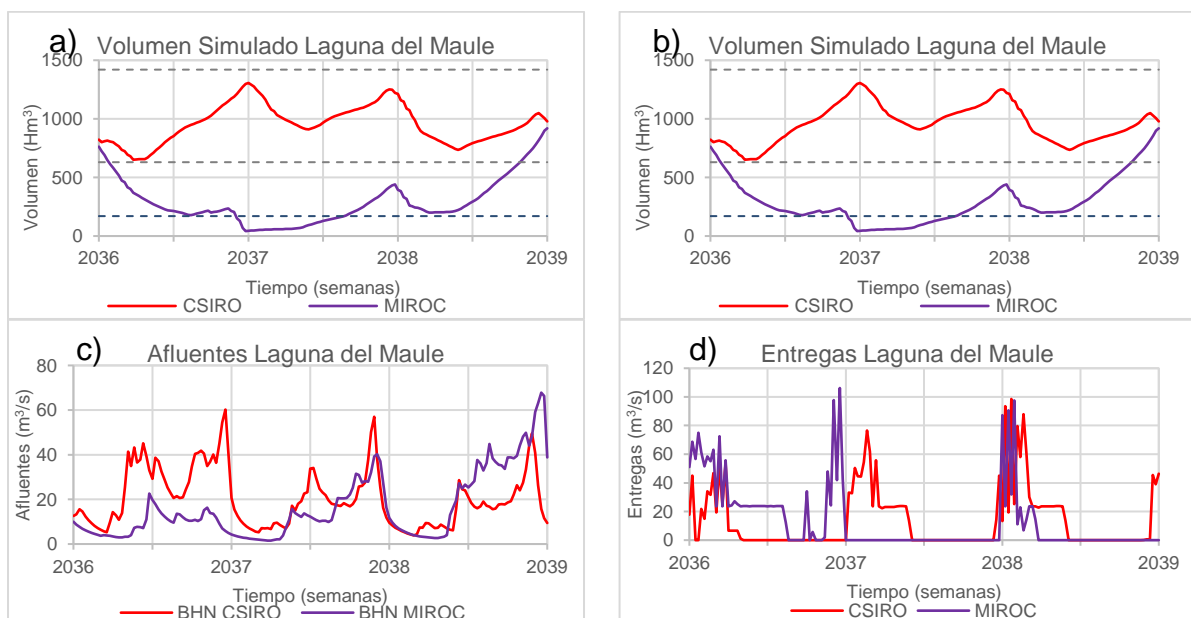 a) Volumen Simulado Laguna del Maule
1500
1000
500
0
Volumen (Hm³)
2036 2037 2038 2039
Tiempo (semanas)
CSIRO MIROC
b) Volumen Simulado Laguna del Maule
1500
1000
500
0
Volumen (Hm³)
2036 2037 2038 2039
Tiempo (semanas)
CSIRO MIROC
c) Afluentes Laguna del Maule
80
60
40
20
0
Afluentes (m³/s)
2036 2037 2038 2039
Tiempo (semanas)
BHN CSIRO BHN MIROC
d) Entregas Laguna del Maule
120
100
80
60
40
20
0
Entregas (m³/s)
2036 2037 2038 2039
Tiempo (semanas)
CSIRO MIROC